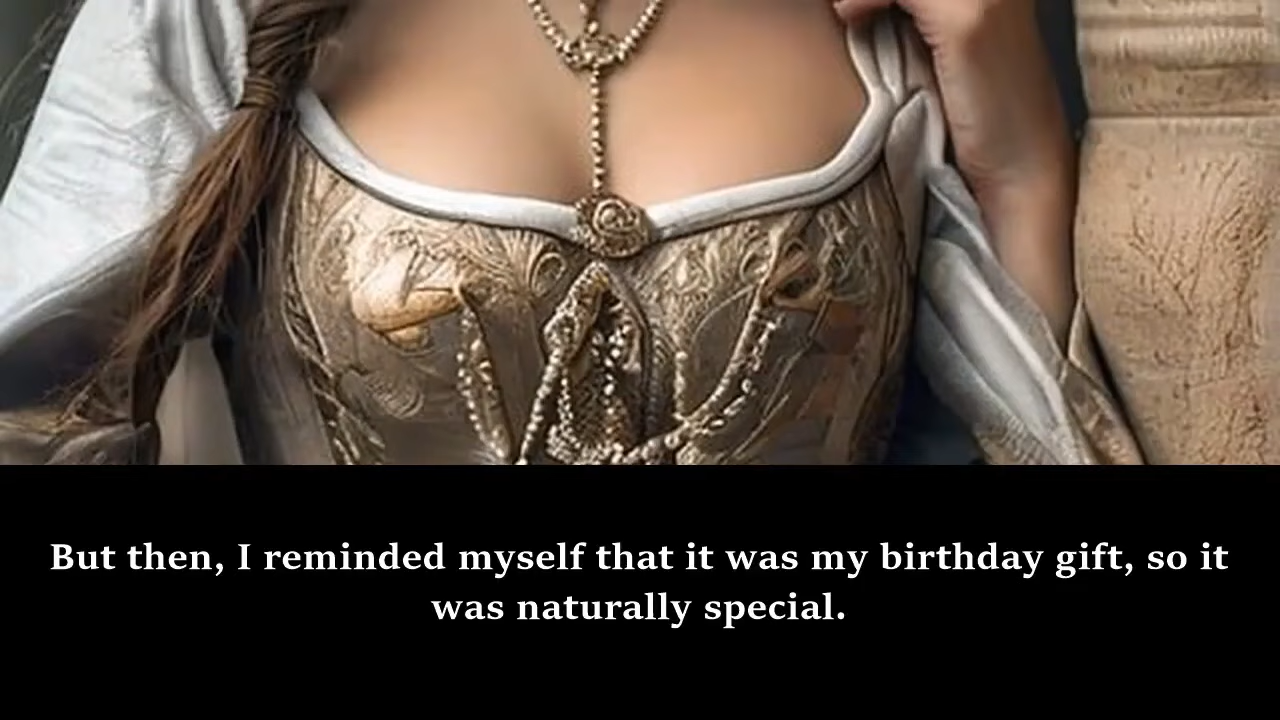 But then, I reminded myself that it was my birthday gift, so it
was naturally special.